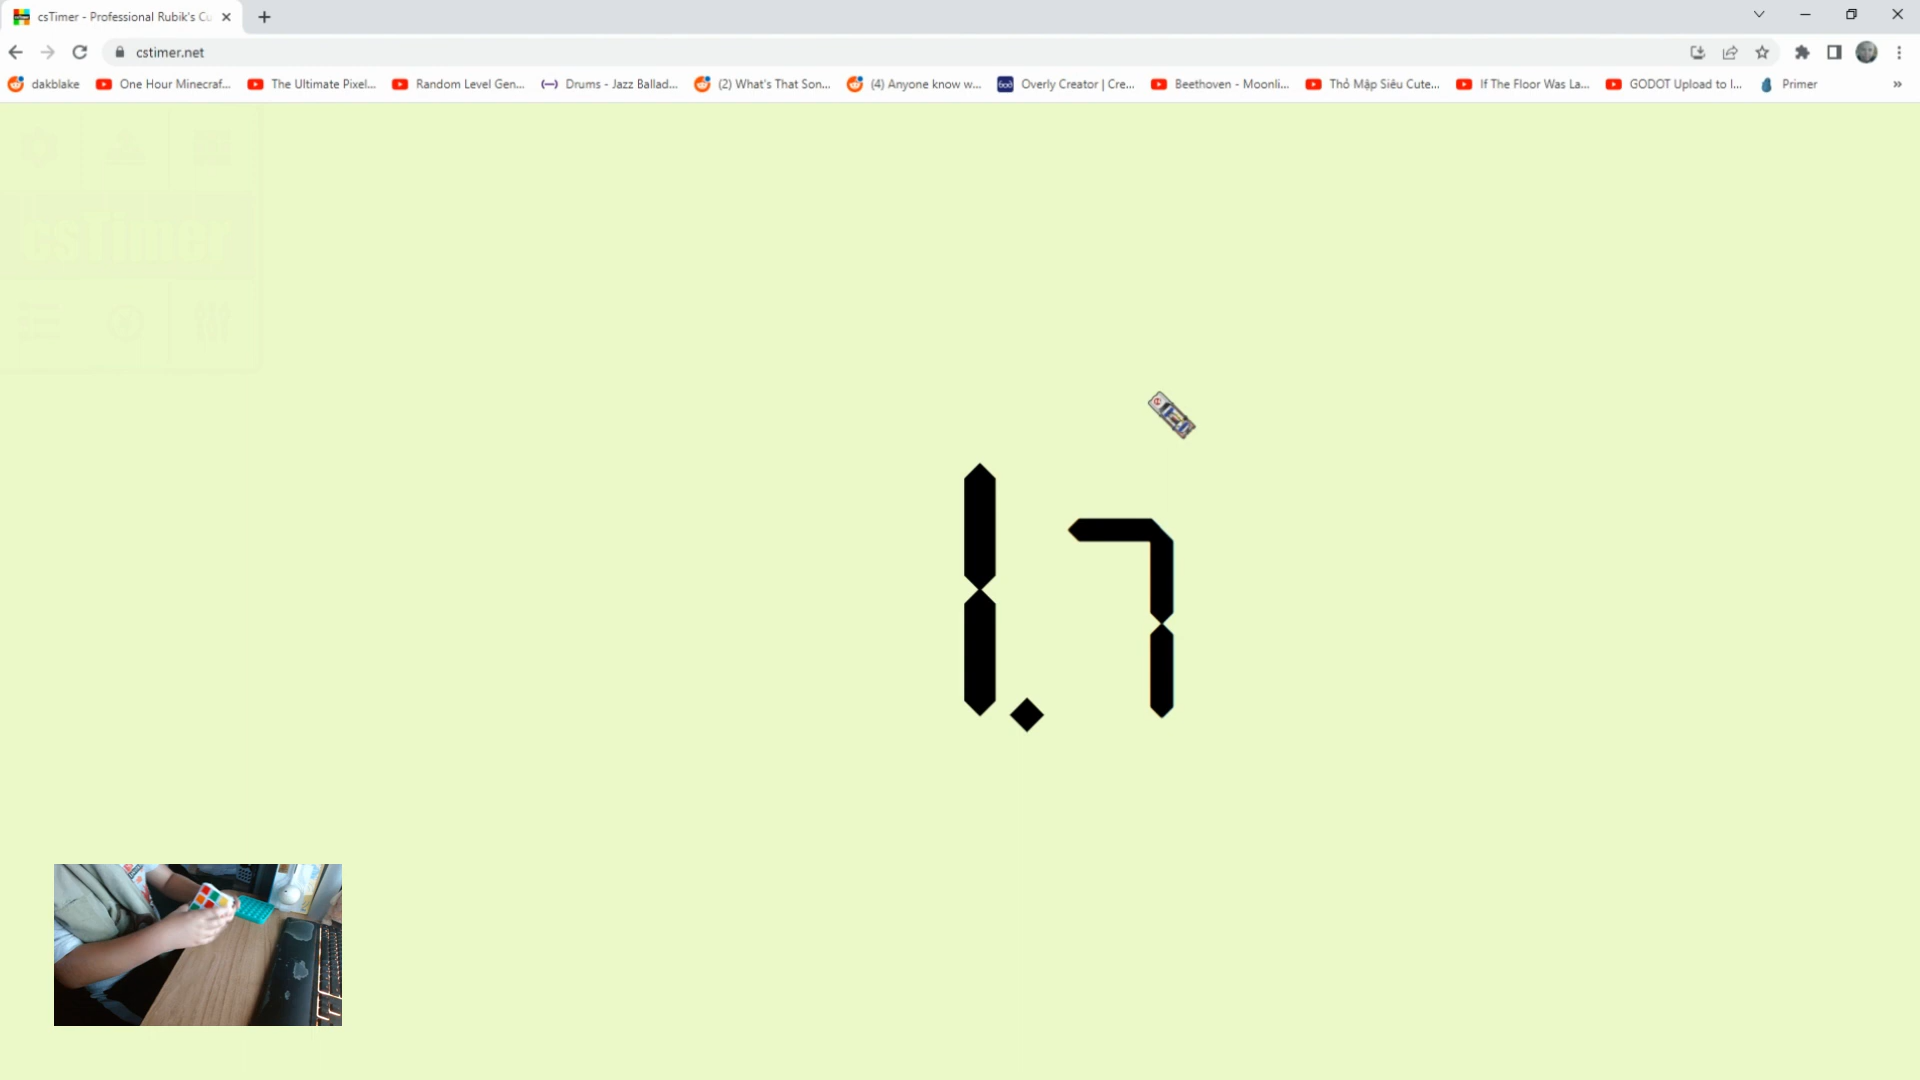 csTimer - Professional Rubik's Cu
cstimer.net
dakblake
One Hour Minecraf...
The Ultimate Pixel...
Random Level Gen...
Drums - Jazz Ballad...
(2) What's That Son...
(4) Anyone know w...
Overly Creator | Cre...
Beethoven - Moonli...
Thỏ Mập Siêu Cute...
If The Floor Was La...
GODOT Upload to I...
Primer
»
csTimer
1.7